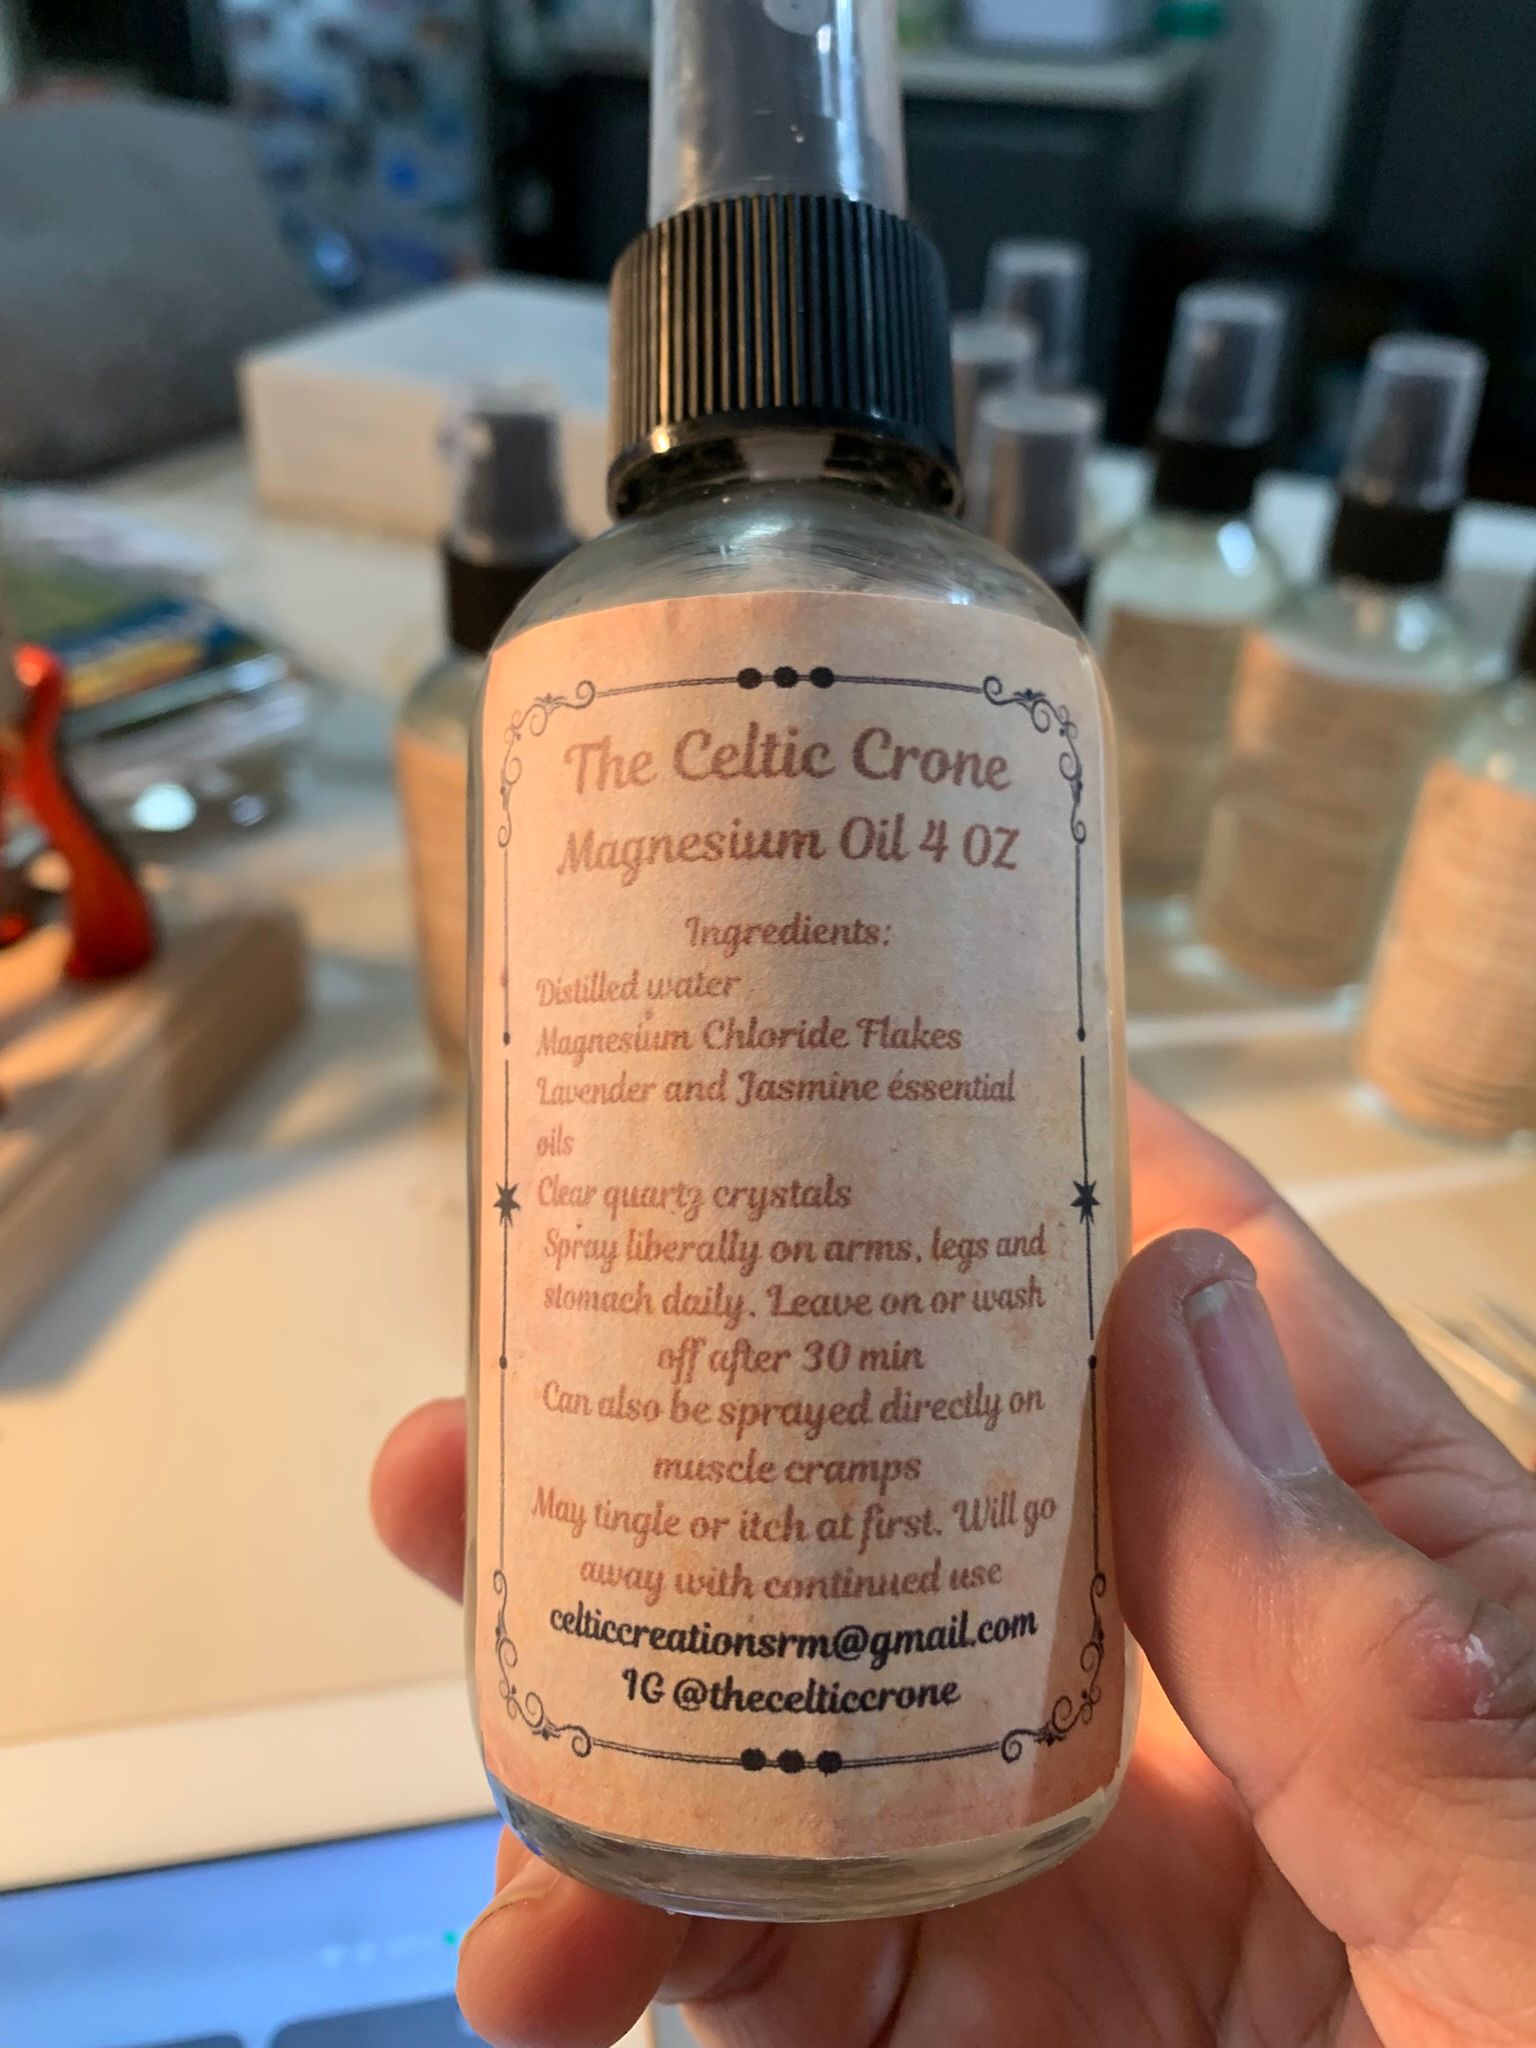 The Celtic Crone
Magnesium Oil 4 OZ
Ingredients:
Distilled water
Magnesium Chloride Flakes
Lavender and Jasmine éssential
oils
Clear quartz crystals
Spray liberally on arms, legs and
stomach daily. Leave on or wash
off after 30 min
Can also be sprayed directly on
muscle cramps
May tingle or itch at first. Will go
away with continued use
celticcreationsrm@gmail.com
IG @thecelticcrone